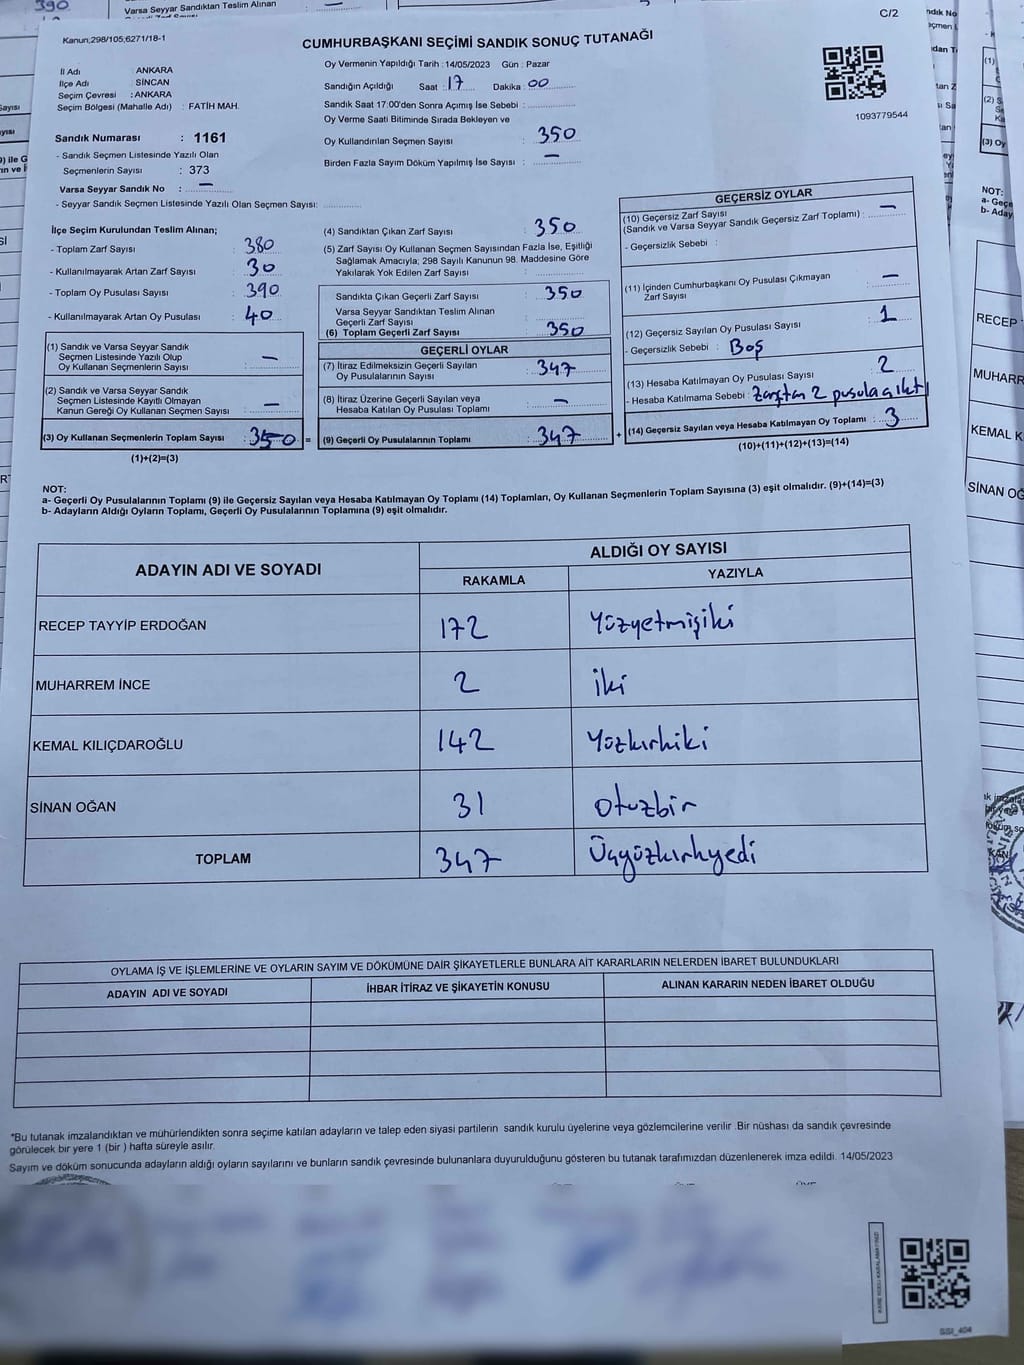 390
Varsa Seyyar Sandıktan Teslim Alınan
C/2
Kanun;298/105;6271/18-1
CUMHURBAŞKANI SEÇİMİ SANDIK SONUÇ TUTANAĞI
İl Adı : ANKARA
İlçe Adı : SİNCAN
Seçim Çevresi : ANKARA
Seçim Bölgesi (Mahalle Adı) : FATİH MAH.
Sandık Numarası : 1161
- Sandık Seçmen Listesinde Yazılı Olan
Seçmenlerin Sayısı : 373
Varsa Seyyar Sandık No : —
- Seyyar Sandık Seçmen Listesinde Yazılı Olan Seçmen Sayısı: ............
Oy Vermenin Yapıldığı Tarih : 14/05/2023 Gün : Pazar
Sandığın Açıldığı Saat : 17 Dakika : 00
Sandık Saat 17:00'den Sonra Açımış İse Sebebi : ............
Oy Verme Saati Bitiminde Sırada Bekleyen ve
Oy Kullandırılan Seçmen Sayısı : 350
Birden Fazla Sayım Döküm Yapılmış İse Sayısı : —
1093779544
İlçe Seçim Kurulundan Teslim Alınan;
- Toplam Zarf Sayısı : 380
- Kullanılmayarak Artan Zarf Sayısı : 30
- Toplam Oy Pusulası Sayısı : 390
- Kullanılmayarak Artan Oy Pusulası : 40
(1) Sandık ve Varsa Seyyar Sandık
Seçmen Listesinde Yazılı Olup
Oy Kullanan Seçmenlerin Sayısı : —
(2) Sandık ve Varsa Seyyar Sandık
Seçmen Listesinde Kayıtlı Olmayan
Kanun Gereği Oy Kullanan Seçmen Sayısı : —
(3) Oy Kullanan Seçmenlerin Toplam Sayısı : 350 =
(1)+(2)=(3)
(4) Sandıktan Çıkan Zarf Sayısı : 350
(5) Zarf Sayısı Oy Kullanan Seçmen Sayısından Fazla İse, Eşitliği
Sağlamak Amacıyla; 298 Sayılı Kanunun 98. Maddesine Göre
Yakılarak Yok Edilen Zarf Sayısı : ............
Sandıkta Çıkan Geçerli Zarf Sayısı : 350
Varsa Seyyar Sandıktan Teslim Alınan
Geçerli Zarf Sayısı : ............
(6) Toplam Geçerli Zarf Sayısı : 350
GEÇERLİ OYLAR
(7) İtiraz Edilmeksizin Geçerli Sayılan
Oy Pusulalarının Sayısı : 347
(8) İtiraz Üzerine Geçerli Sayılan veya
Hesaba Katılan Oy Pusulası Toplamı : —
(9) Geçerli Oy Pusulalarının Toplamı : 347 +
GEÇERSİZ OYLAR
(10) Geçersiz Zarf Sayısı
(Sandık ve Varsa Seyyar Sandık Geçersiz Zarf Toplamı) : —
- Geçersizlik Sebebi :
(11) İçinden Cumhurbaşkanı Oy Pusulası Çıkmayan
Zarf Sayısı : —
(12) Geçersiz Sayılan Oy Pusulası Sayısı : 1
- Geçersizlik Sebebi : Boş
(13) Hesaba Katılmayan Oy Pusulası Sayısı : 2
- Hesaba Katılmama Sebebi : Zarftan 2 pusula çıktı
(14) Geçersiz Sayılan veya Hesaba Katılmayan Oy Toplamı : 3
(10)+(11)+(12)+(13)=(14)
NOT:
a- Geçerli Oy Pusulalarının Toplamı (9) ile Geçersiz Sayılan veya Hesaba Katılmayan Oy Toplamı (14) Toplamları, Oy Kullanan Seçmenlerin Toplam Sayısına (3) eşit olmalıdır. (9)+(14)=(3)
b- Adayların Aldığı Oyların Toplamı, Geçerli Oy Pusulalarının Toplamına (9) eşit olmalıdır.
ADAYIN ADI VE SOYADI ALDIĞI OY SAYISI
RAKAMLA YAZIYLA
RECEP TAYYİP ERDOĞAN 172 Yüzyetmişiki
MUHARREM İNCE 2 iki
KEMAL KILIÇDAROĞLU 142 Yüzkırkiki
SİNAN OĞAN 31 otuzbir
TOPLAM 347 Üçyüzkırkyedi
OYLAMA İŞ VE İŞLEMLERİNE VE OYLARIN SAYIM VE DÖKÜMÜNE DAİR ŞİKAYETLERLE BUNLARA AİT KARARLARIN NELERDEN İBARET BULUNDUKLARI
ADAYIN ADI VE SOYADI İHBAR İTİRAZ VE ŞİKAYETİN KONUSU ALINAN KARARIN NEDEN İBARET OLDUĞU
*Bu tutanak imzalandıktan ve mühürlendikten sonra seçime katılan adayların ve talep eden siyasi partilerin sandık kurulu üyelerine veya gözlemcilerine verilir .Bir nüshası da sandık çevresinde
görülecek bir yere 1 (bir ) hafta süreyle asılır.
Sayım ve döküm sonucunda adayların aldığı oyların sayılarını ve bunların sandık çevresinde bulunanlara duyurulduğunu gösteren bu tutanak tarafımızdan düzenlenerek imza edildi. 14/05/2023
SSI_404
NOT:
RECEP
MUHARR
KEMAL K
SİNAN OĞ